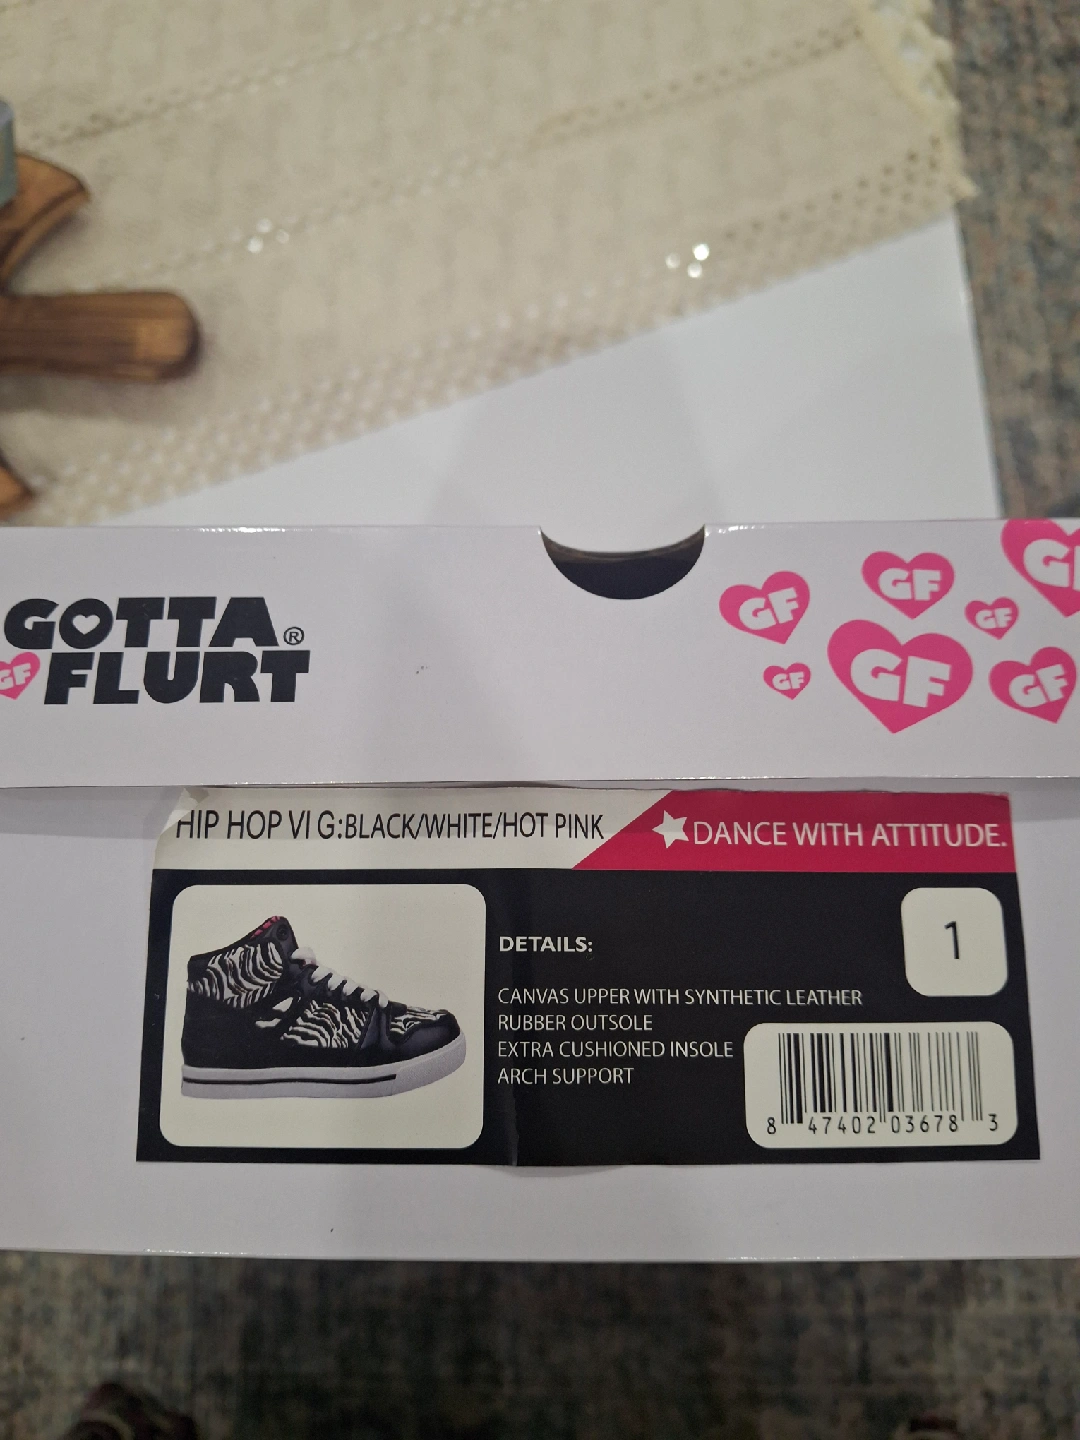 GOTTA®
GF FLURT
GF
GF
GF
GF
GF
GF
GF
HIP HOP VI G:BLACK/WHITE/HOT PINK
DANCE WITH ATTITUDE.
DETAILS:
1
CANVAS UPPER WITH SYNTHETIC LEATHER
RUBBER OUTSOLE
EXTRA CUSHIONED INSOLE
ARCH SUPPORT
8 47402 03678 3